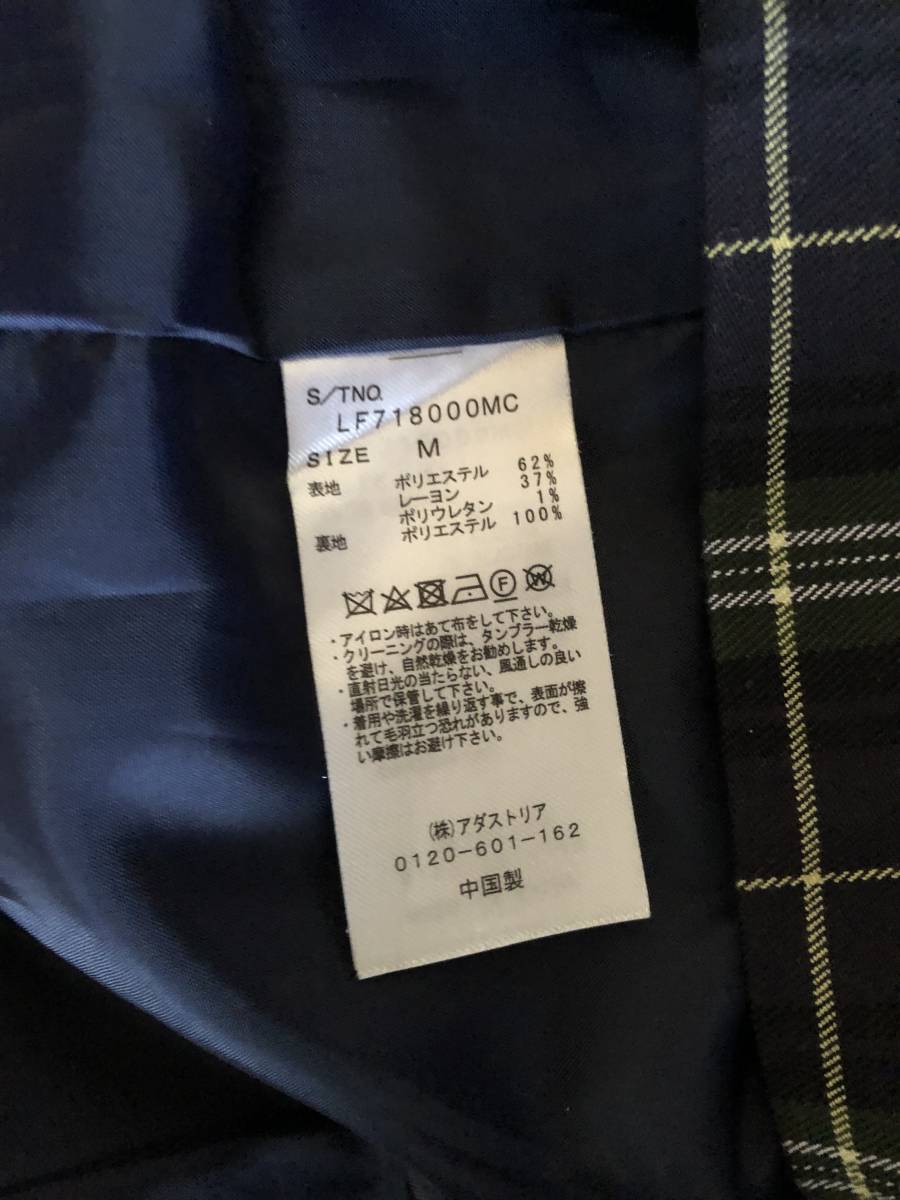 S/TNO.
LF718000MC
SIZE M
表地 ポリエステル 62%
レーヨン 37%
ポリウレタン 1%
裏地 ポリエステル 100%
F W
・アイロン時はあて布をして下さい。
・クリーニングの際は、タンブラー乾燥
を避け、自然乾燥をお勧めします。
・直射日光の当たらない、風通しの良い
場所で保管して下さい。
・着用や洗濯を繰り返す事で、表面が擦
れて毛羽立つ恐れがありますので、強
い摩擦はお避け下さい。
(株)アダストリア
0120-601-162
中国製